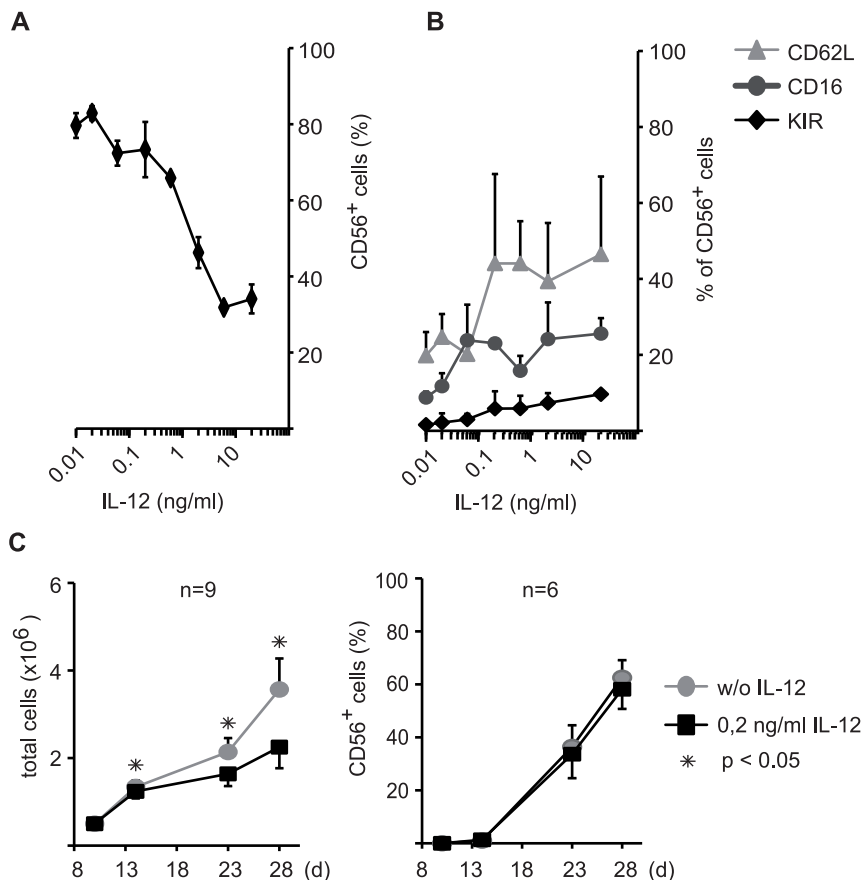 A
100
80
60
40
20
CD56+ cells (%)
0.01
0.1
1
10
IL-12 (ng/ml)
B
100
80
60
40
20
% of CD56+ cells
0.01
0.1
1
10
IL-12 (ng/ml)
CD62L
CD16
KIR
C
n=9
total cells (x10^6)
6
4
2
8
13
23
28
(d)
*
*
*
n=6
CD56+ cells (%)
100
80
60
40
20
8
13
23
28
(d)
w/o IL-12
0,2 ng/ml IL-12
* p < 0.05